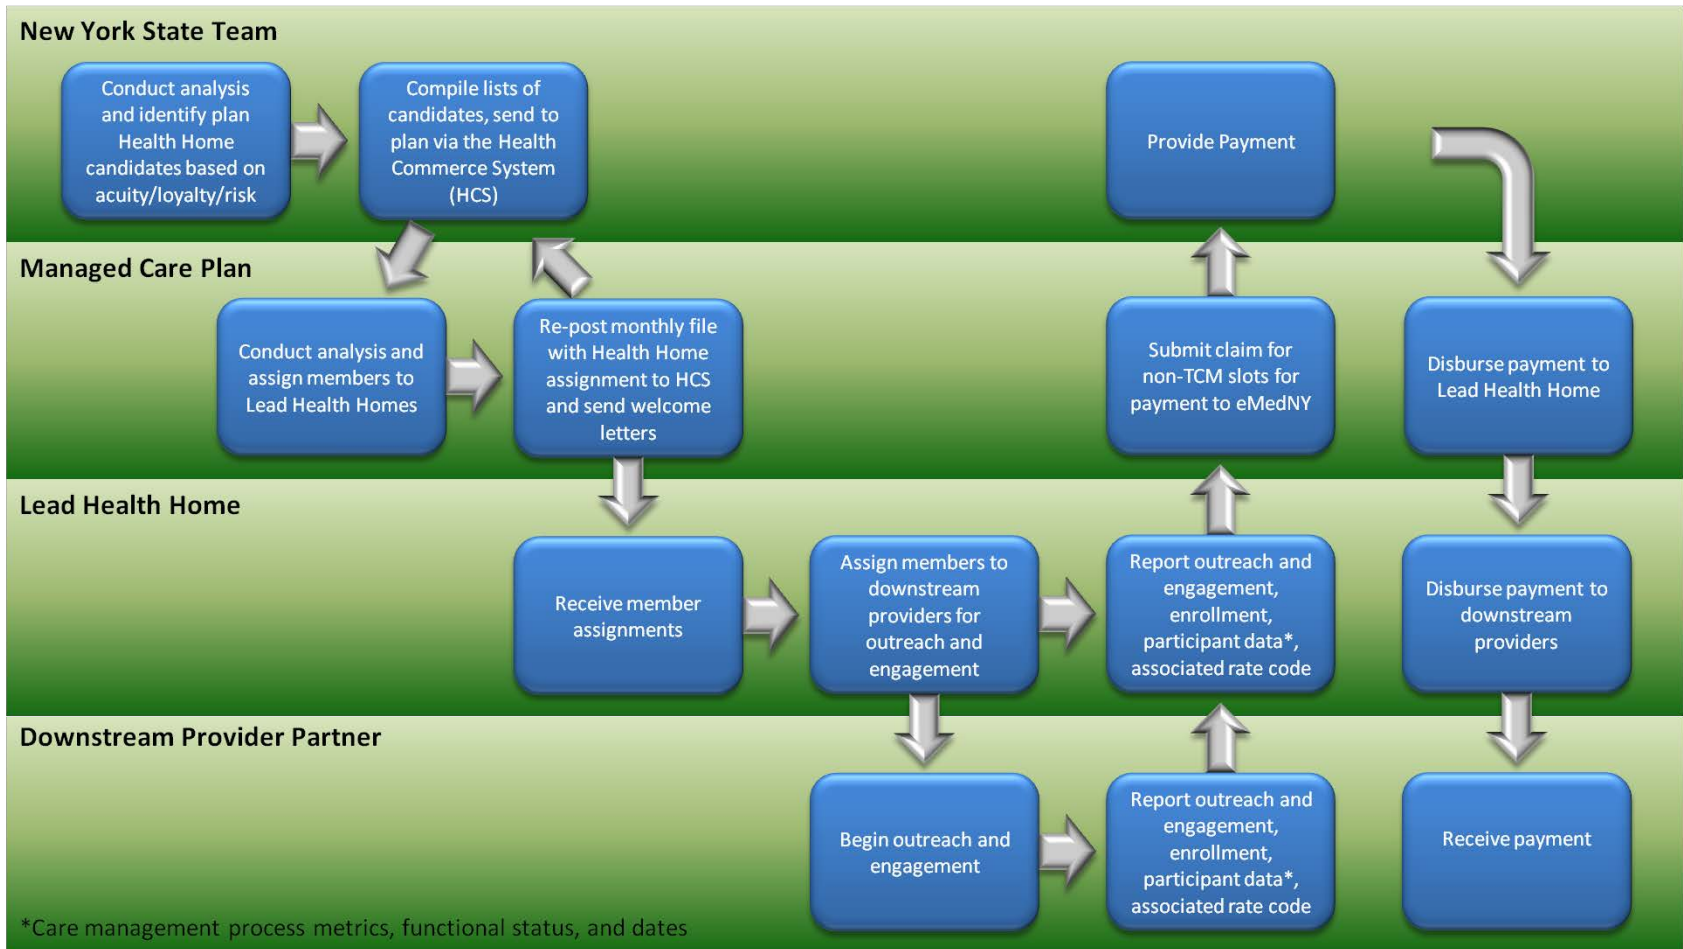 New York State Team
Conduct analysis
and identify plan
Health Home
candidates based on
acuity/loyalty/risk
Compile lists of
candidates, send to
plan via the Health
Commerce System
(HCS)
Provide Payment
Managed Care Plan
Conduct analysis and
assign members to
Lead Health Homes
Re-post monthly file
with Health Home
assignment to HCS
and send welcome
letters
Submit claim for
non-TCM slots for
payment to eMedNY
Disburse payment to
Lead Health Home
Lead Health Home
Receive member
assignments
Assign members to
downstream
providers for
outreach and
engagement
Report outreach and
engagement,
enrollment,
participant data*,
associated rate code
Disburse payment to
downstream
providers
Downstream Provider Partner
Begin outreach and
engagement
Report outreach and
engagement,
enrollment,
participant data*,
associated rate code
Receive payment
*Care management process metrics, functional status, and dates